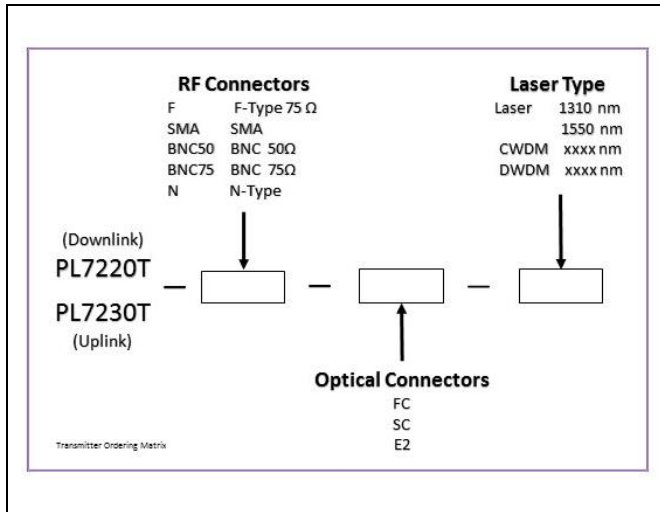 RF Connectors
F F-Type 75 Ω
SMA SMA
BNC50 BNC 50Ω
BNC75 BNC 75Ω
N N-Type
Laser Type
Laser 1310 nm
1550 nm
CWDM xxxx nm
DWDM xxxx nm
(Downlink)
PL7220T
— — —
PL7230T
(Uplink)
Optical Connectors
FC
SC
E2
Transmitter Ordering Matrix